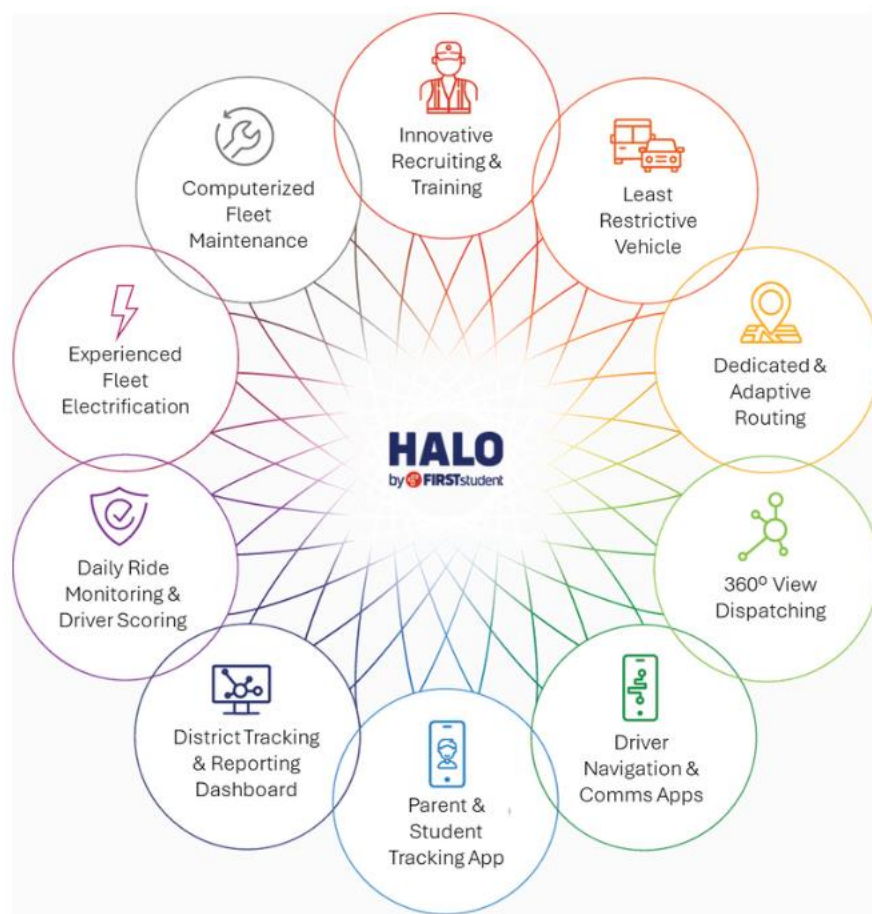 Innovative
Recruiting &
Training
Least
Restrictive
Vehicle
Dedicated &
Adaptive
Routing
360º View
Dispatching
Driver
Navigation &
Comms Apps
Parent &
Student
Tracking App
District Tracking
& Reporting
Dashboard
Daily Ride
Monitoring &
Driver Scoring
Experienced
Fleet
Electrification
Computerized
Fleet
Maintenance
HALO
by FIRSTstudent